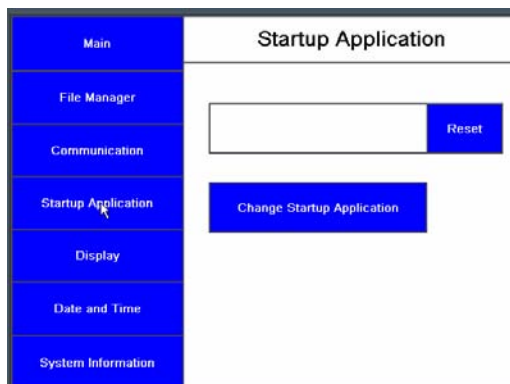 Main
File Manager
Communication
Startup Application
Display
Date and Time
System Information
Startup Application
Reset
Change Startup Application